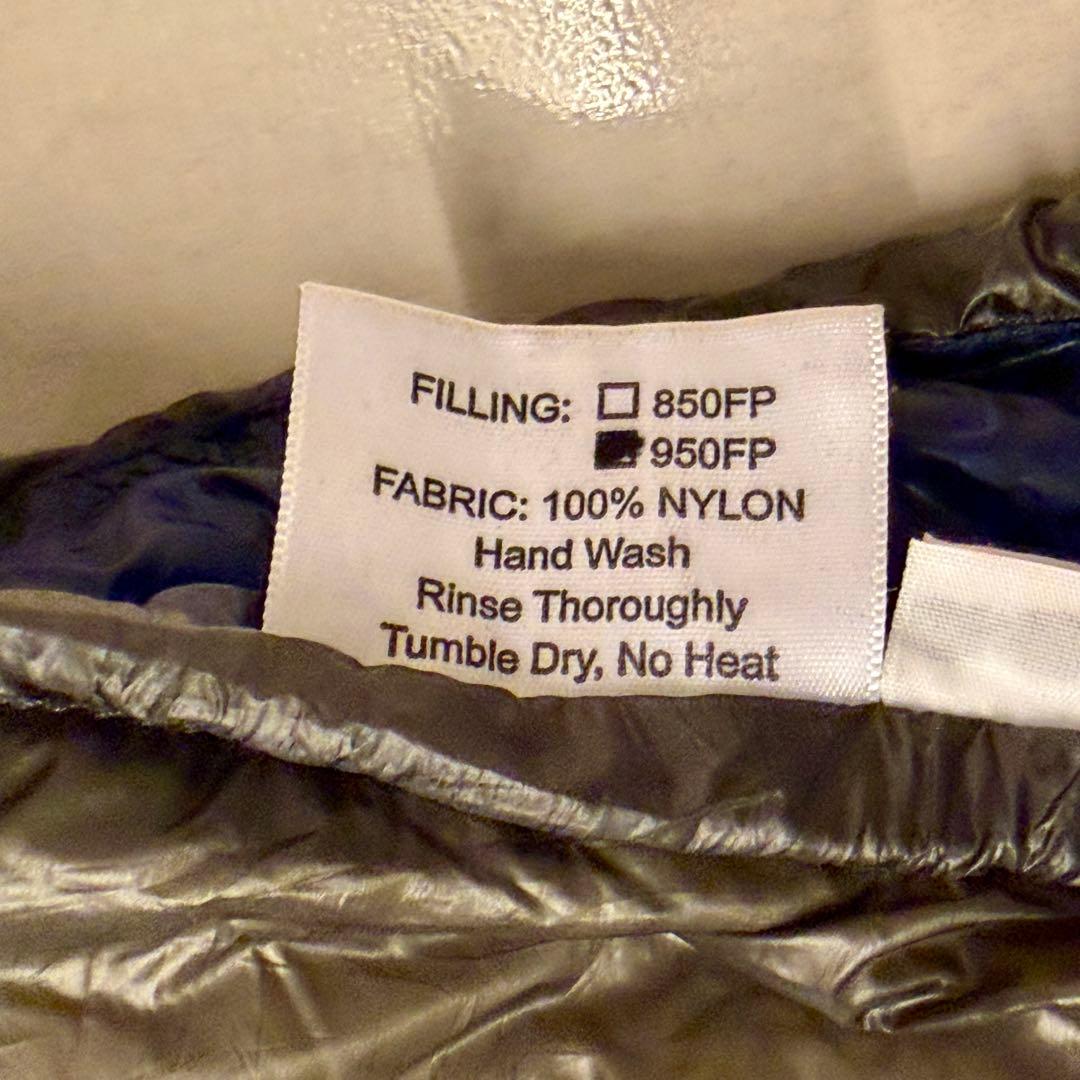 FILLING: ☐ 850FP
■ 950FP
FABRIC: 100% NYLON
Hand Wash
Rinse Thoroughly
Tumble Dry, No Heat